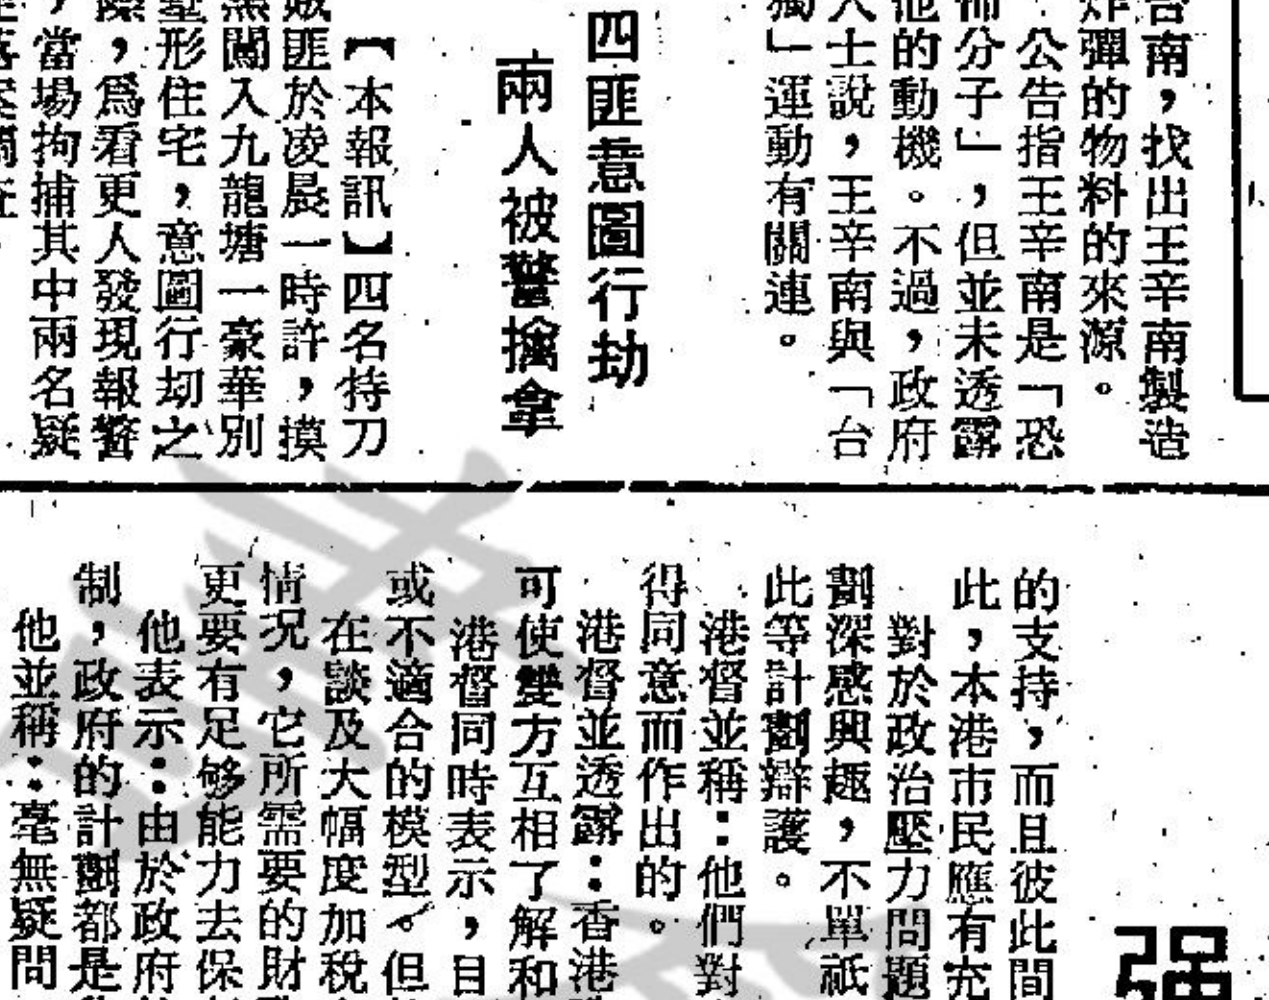 台南，找出王辛南製造
炸彈的物料的來源。
公告指王辛南是「恐
怖分子」，但並未透露
他的動機。不過，政府
人士說，王辛南與「台
獨」運動有關連。
四匪意圖行劫
兩人被警擒拿
【本報訊】四名持刀
賊匪於凌晨一時許，摸
黑闖入九龍塘一豪華別
墅形住宅，意圖行刧之
際，爲看更人發現報警
，當場拘捕其中兩名疑
强
的支持，而且彼此間
此，本港市民應有充
對於政治壓力問題
劃深感興趣，不單祇
此等計劃辯護。
港督並稱：他們對
得同意而作出的。
港督並透露：香港
可使雙方互相了解和
港督同時表示，目
或不適合的模型。但
在談及大幅度加稅
情况，它所需要的財
更要有足够能力去保
他表示：由於政府
制，政府的計劃都是
他並稱：毫無疑問